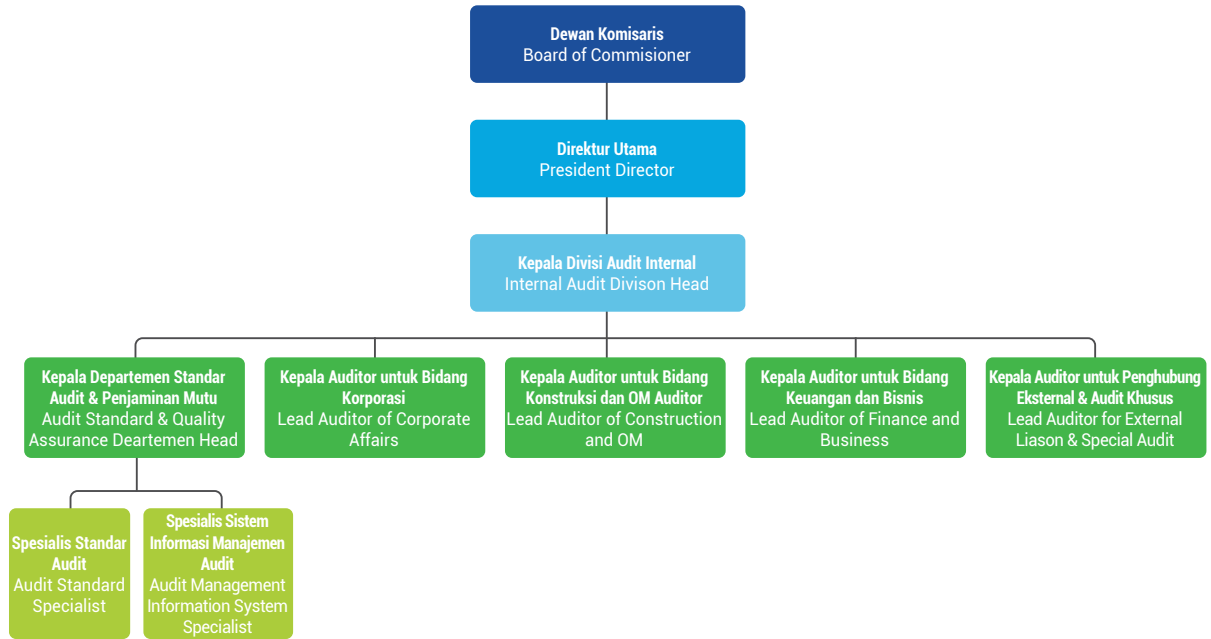 Dewan Komisaris
Board of Commisioner
Direktur Utama
President Director
Kepala Divisi Audit Internal
Internal Audit Divison Head
Kepala Departemen Standar
Audit & Penjaminan Mutu
Audit Standard & Quality
Assurance Deartemen Head
Kepala Auditor untuk Bidang
Korporasi
Lead Auditor of Corporate
Affairs
Kepala Auditor untuk Bidang
Konstruksi dan OM Auditor
Lead Auditor of Construction
and OM
Kepala Auditor untuk Bidang
Keuangan dan Bisnis
Lead Auditor of Finance and
Business
Kepala Auditor untuk Penghubung
Eksternal & Audit Khusus
Lead Auditor for External
Liason & Special Audit
Spesialis Standar
Audit
Audit Standard
Specialist
Spesialis Sistem
Informasi Manajemen
Audit
Audit Management
Information System
Specialist